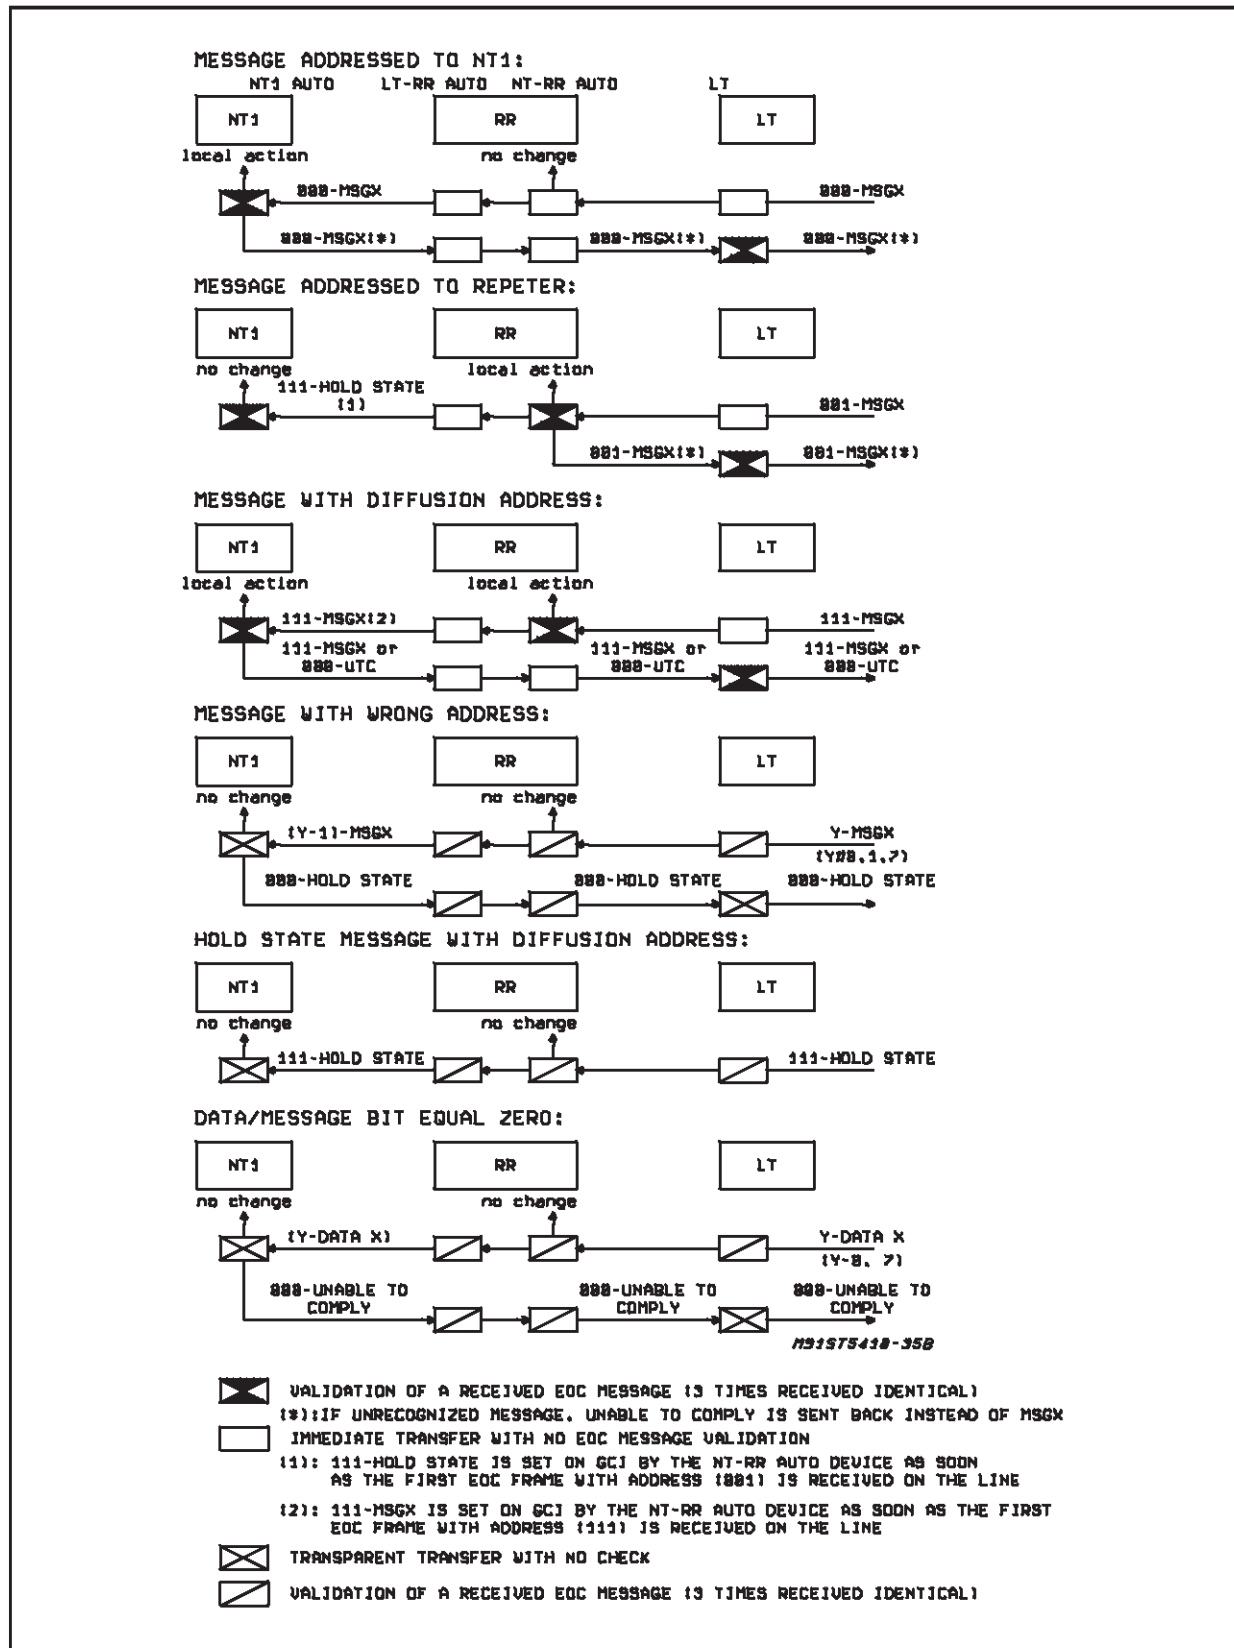 MESSAGE ADDRESSED TO NT1:
NT1 AUTO LT-RR AUTO NT-RR AUTO LT
NT1 RR LT
local action no change
000-MSGX 000-MSGX
000-MSGX(*) 000-MSGX(*) 000-MSGX(*)
MESSAGE ADDRESSED TO REPETER:
NT1 RR LT
no change local action
111-HOLD STATE
(1) 001-MSGX
001-MSGX(*) 001-MSGX(*)
MESSAGE WITH DIFFUSION ADDRESS:
NT1 RR LT
local action local action
111-MSGX(2) 111-MSGX
111-MSGX or 111-MSGX or 111-MSGX or
000-UTC 000-UTC 000-UTC
MESSAGE WITH WRONG ADDRESS:
NT1 RR LT
no change no change
(Y-1)-MSGX Y-MSGX
(Y#0,1,7)
000-HOLD STATE 000-HOLD STATE 000-HOLD STATE
HOLD STATE MESSAGE WITH DIFFUSION ADDRESS:
NT1 RR LT
no change no change
111-HOLD STATE 111-HOLD STATE
DATA/MESSAGE BIT EQUAL ZERO:
NT1 RR LT
no change no change
(Y-DATA X) Y-DATA X
(Y-0, 7)
000-UNABLE TO 000-UNABLE TO 000-UNABLE TO
COMPLY COMPLY COMPLY
M91ST5410-35B
VALIDATION OF A RECEIVED EOC MESSAGE (3 TIMES RECEIVED IDENTICAL)
(*):IF UNRECOGNIZED MESSAGE, UNABLE TO COMPLY IS SENT BACK INSTEAD OF MSGX
IMMEDIATE TRANSFER WITH NO EOC MESSAGE VALIDATION
(1): 111-HOLD STATE IS SET ON GCI BY THE NT-RR AUTO DEVICE AS SOON
AS THE FIRST EOC FRAME WITH ADDRESS (001) IS RECEIVED ON THE LINE
(2): 111-MSGX IS SET ON GCI BY THE NT-RR AUTO DEVICE AS SOON AS THE FIRST
EOC FRAME WITH ADDRESS (111) IS RECEIVED ON THE LINE
TRANSPARENT TRANSFER WITH NO CHECK
VALIDATION OF A RECEIVED EOC MESSAGE (3 TIMES RECEIVED IDENTICAL)